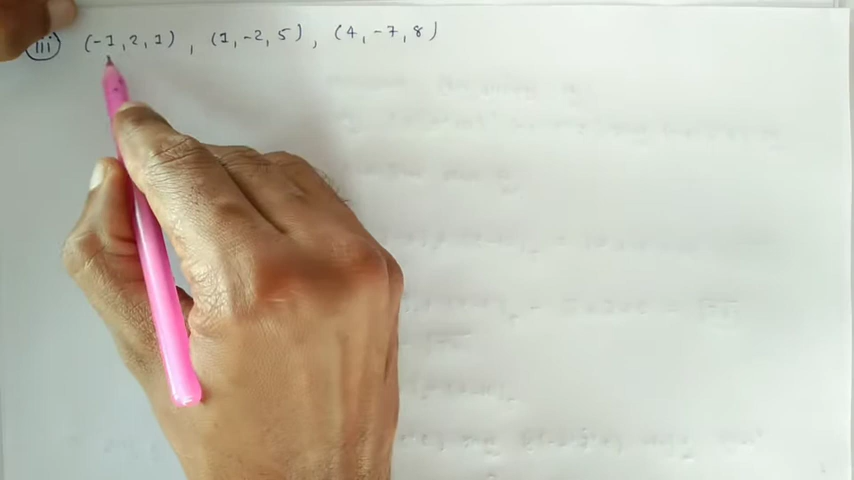 iii (-1, 2, 1) , (1, -2, 5) , (4, -7, 8)